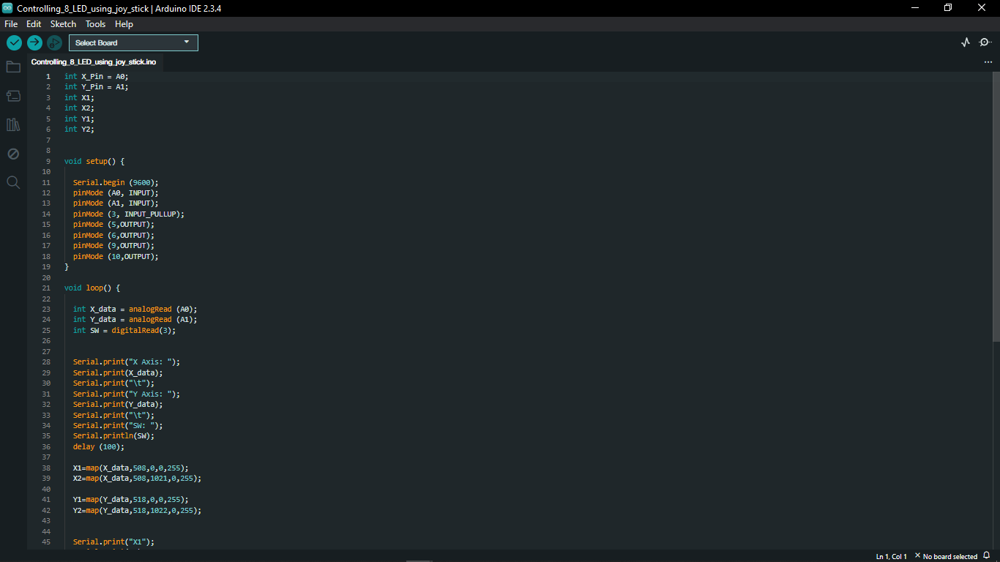 Controlling_8_LED_using_joy_stick | Arduino IDE 2.3.4
File Edit Sketch Tools Help
Select Board
Controlling_8_LED_using_joy_stick.ino
1 int X_Pin = A0;
2 int Y_Pin = A1;
3 int X1;
4 int X2;
5 int Y1;
6 int Y2;
7
8
9 void setup() {
10
11 Serial.begin (9600);
12 pinMode (A0, INPUT);
13 pinMode (A1, INPUT);
14 pinMode (3, INPUT_PULLUP);
15 pinMode (5,OUTPUT);
16 pinMode (6,OUTPUT);
17 pinMode (9,OUTPUT);
18 pinMode (10,OUTPUT);
19 }
20
21 void loop() {
22
23 int X_data = analogRead (A0);
24 int Y_data = analogRead (A1);
25 int SW = digitalRead(3);
26
27
28 Serial.print("X Axis: ");
29 Serial.print(X_data);
30 Serial.print("\t");
31 Serial.print("Y Axis: ");
32 Serial.print(Y_data);
33 Serial.print("\t");
34 Serial.print("SW: ");
35 Serial.println(SW);
36 delay (100);
37
38 X1=map(X_data,508,0,0,255);
39 X2=map(X_data,508,1021,0,255);
40
41 Y1=map(Y_data,518,0,0,255);
42 Y2=map(Y_data,518,1022,0,255);
43
44
45 Serial.print("X1");
Ln 1, Col 1 × No board selected